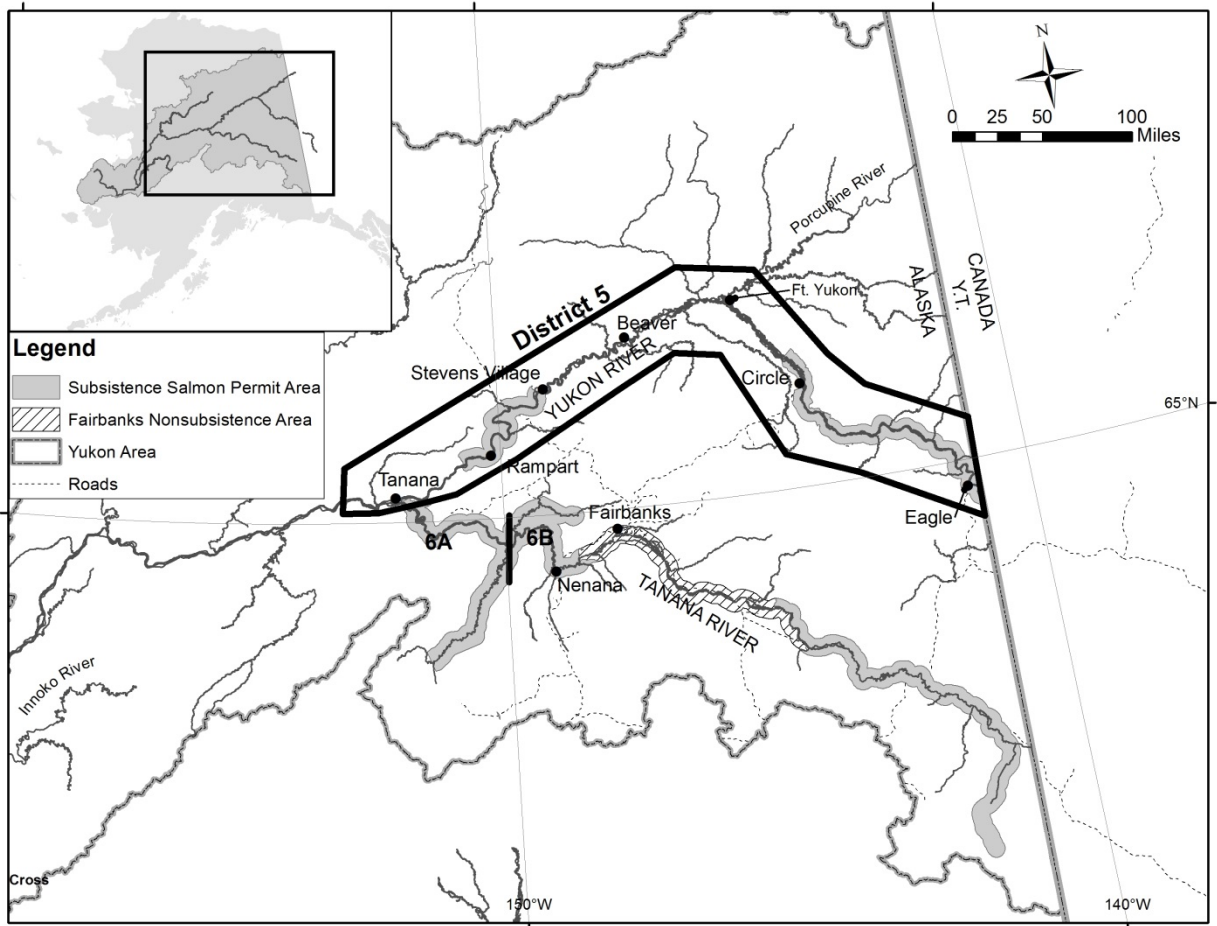 N
0 25 50 100
Miles
Porcupine River
CANADA
Y.T.
ALASKA
Ft. Yukon
District 5
Beaver
Legend
Subsistence Salmon Permit Area
Fairbanks Nonsubsistence Area
Yukon Area
Roads
Stevens Village
YUKON RIVER
Circle
65°N
Rampart
Tanana
Eagle
Fairbanks
6A
6B
Nenana
TANANA RIVER
Innoko River
Cross
150°W
140°W